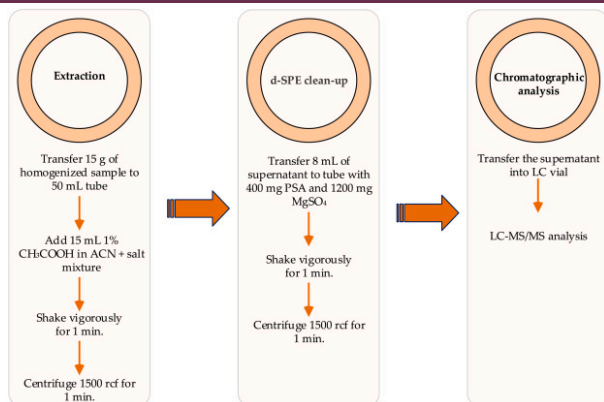 Extraction
Transfer 15 g of
homogenized sample to
50 mL tube
Add 15 mL 1%
CH₃COOH in ACN + salt
mixture
Shake vigorously
for 1 min.
Centrifuge 1500 rcf for
1 min.
d-SPE clean-up
Transfer 8 mL of
supernatant to tube with
400 mg PSA and 1200 mg
MgSO₄
Shake vigorously
for 1 min.
Centrifuge 1500 rcf for
1 min.
Chromatographic
analysis
Transfer the supernatant
into LC vial
LC-MS/MS analysis